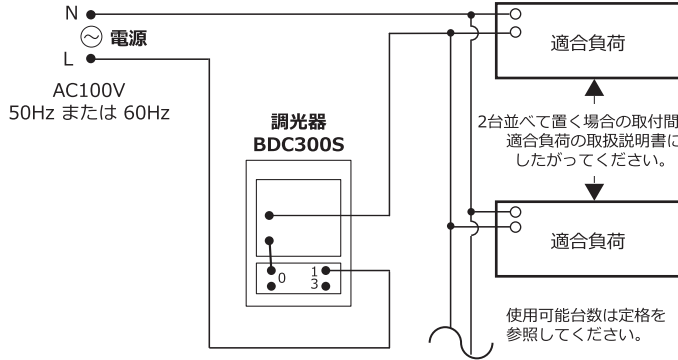 N
電源
L
AC100V
50Hz または 60Hz
調光器
BDC300S
0
1
3
適合負荷
2台並べて置く場合の取付間
適合負荷の取扱説明書に
したがってください。
適合負荷
使用可能台数は定格を
参照してください。